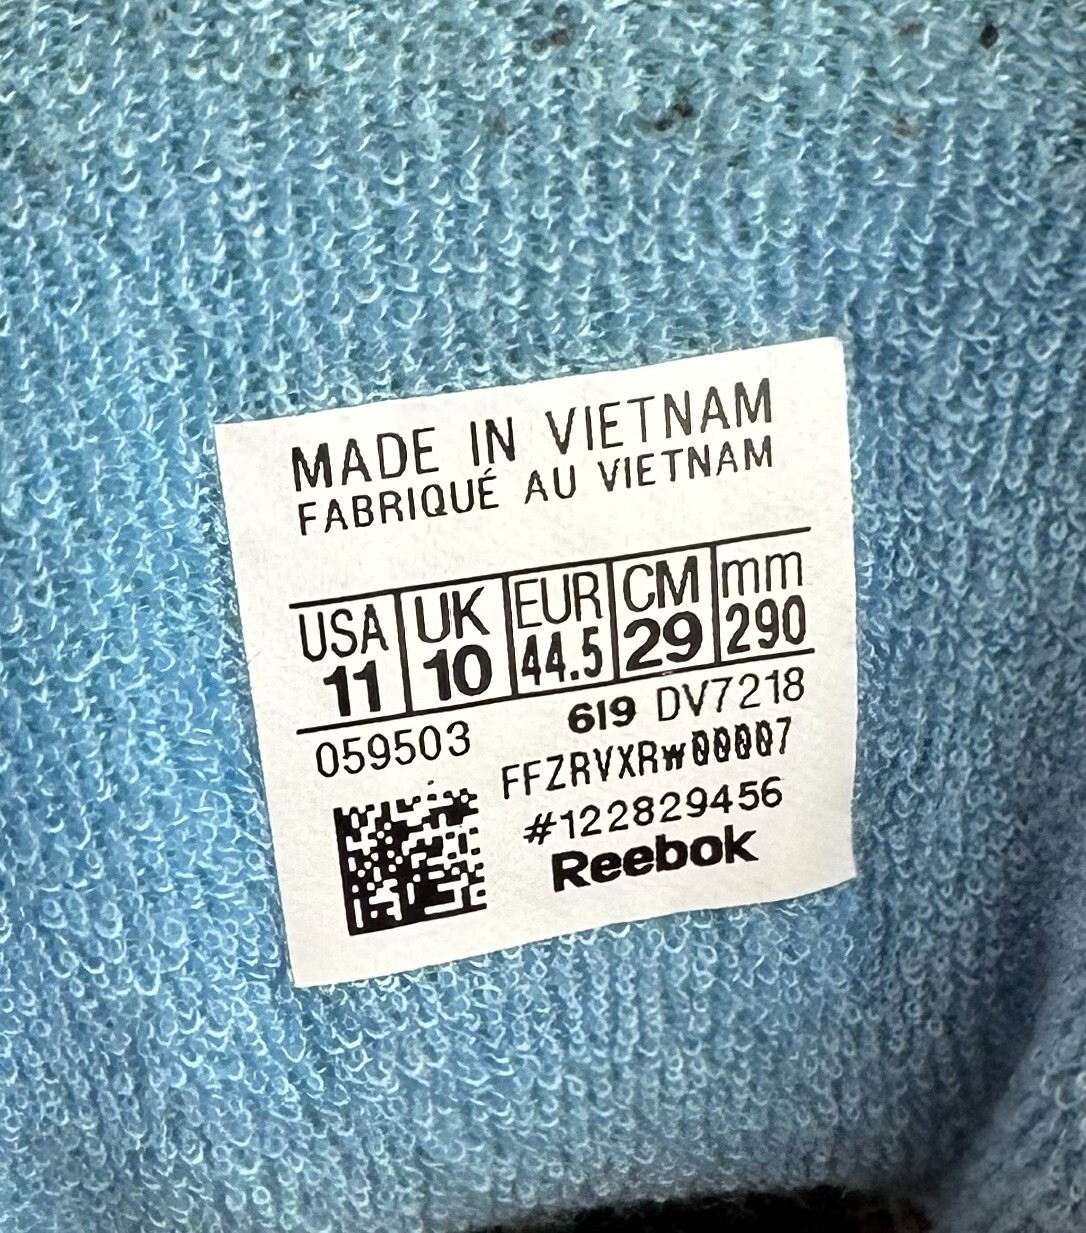 MADE IN VIETNAM
FABRIQUÉ AU VIETNAM
USA UK EUR CM mm
11 10 44.5 29 290
059503 619 DV7218
FFZRVXRw00007
#122829456
Reebok